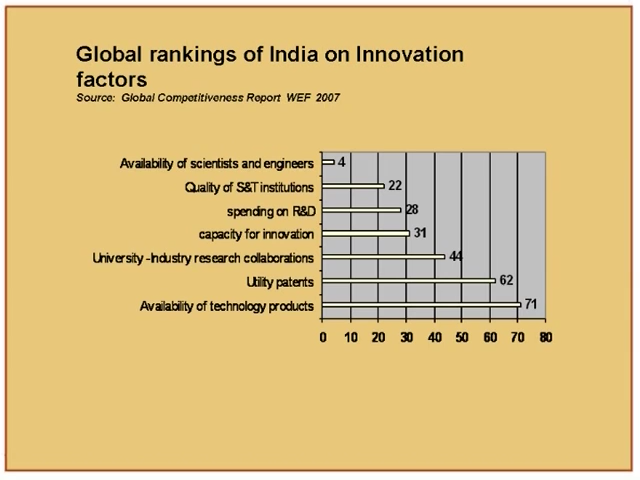 Global rankings of India on Innovation
factors
Source: Global Competitiveness Report WEF 2007
Availability of scientists and engineers 4
Quality of S&T institutions 22
spending on R&D 28
capacity for innovation 31
University -Industry research collaborations 44
Utility patents 62
Availability of technology products 71
0 10 20 30 40 50 60 70 80